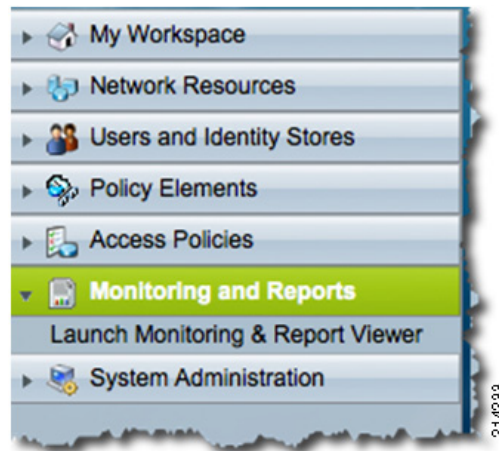 My Workspace
Network Resources
Users and Identity Stores
Policy Elements
Access Policies
Monitoring and Reports
Launch Monitoring & Report Viewer
System Administration